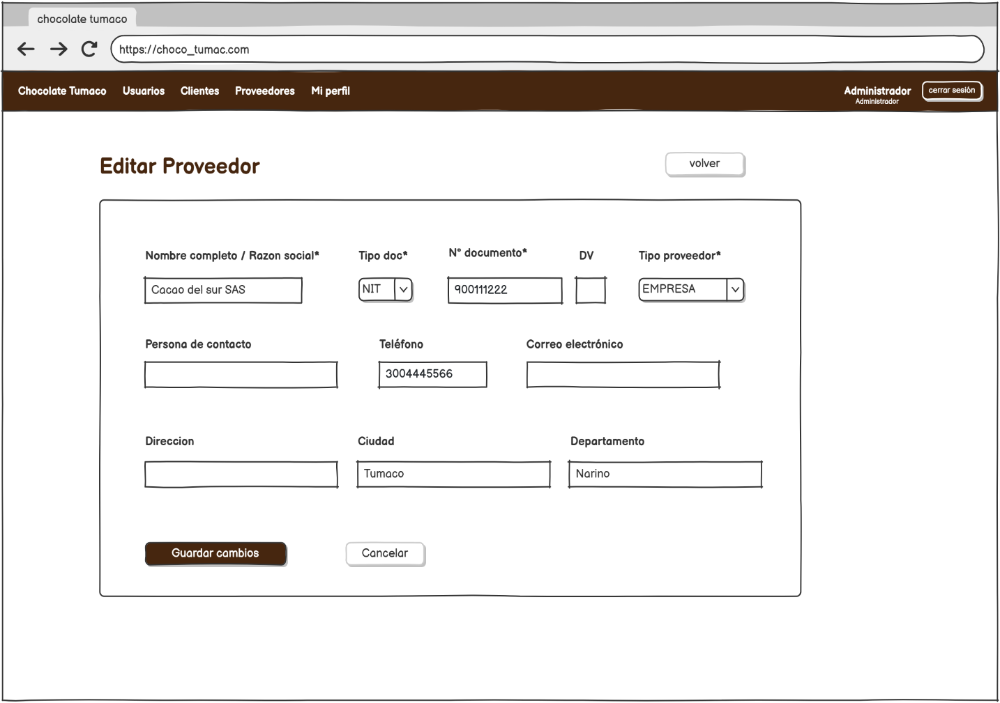 chocolate tumaco
https://choco_tumac.com
Chocolate Tumaco Usuarios Clientes Proveedores Mi perfil Administrador cerrar sesión
Administrador
Editar Proveedor volver
Nombre completo / Razon social* Tipo doc* N° documento* DV Tipo proveedor*
Cacao del sur SAS NIT 900111222 EMPRESA
Persona de contacto Teléfono Correo electrónico
3004445566
Direccion Ciudad Departamento
Tumaco Narino
Guardar cambios Cancelar